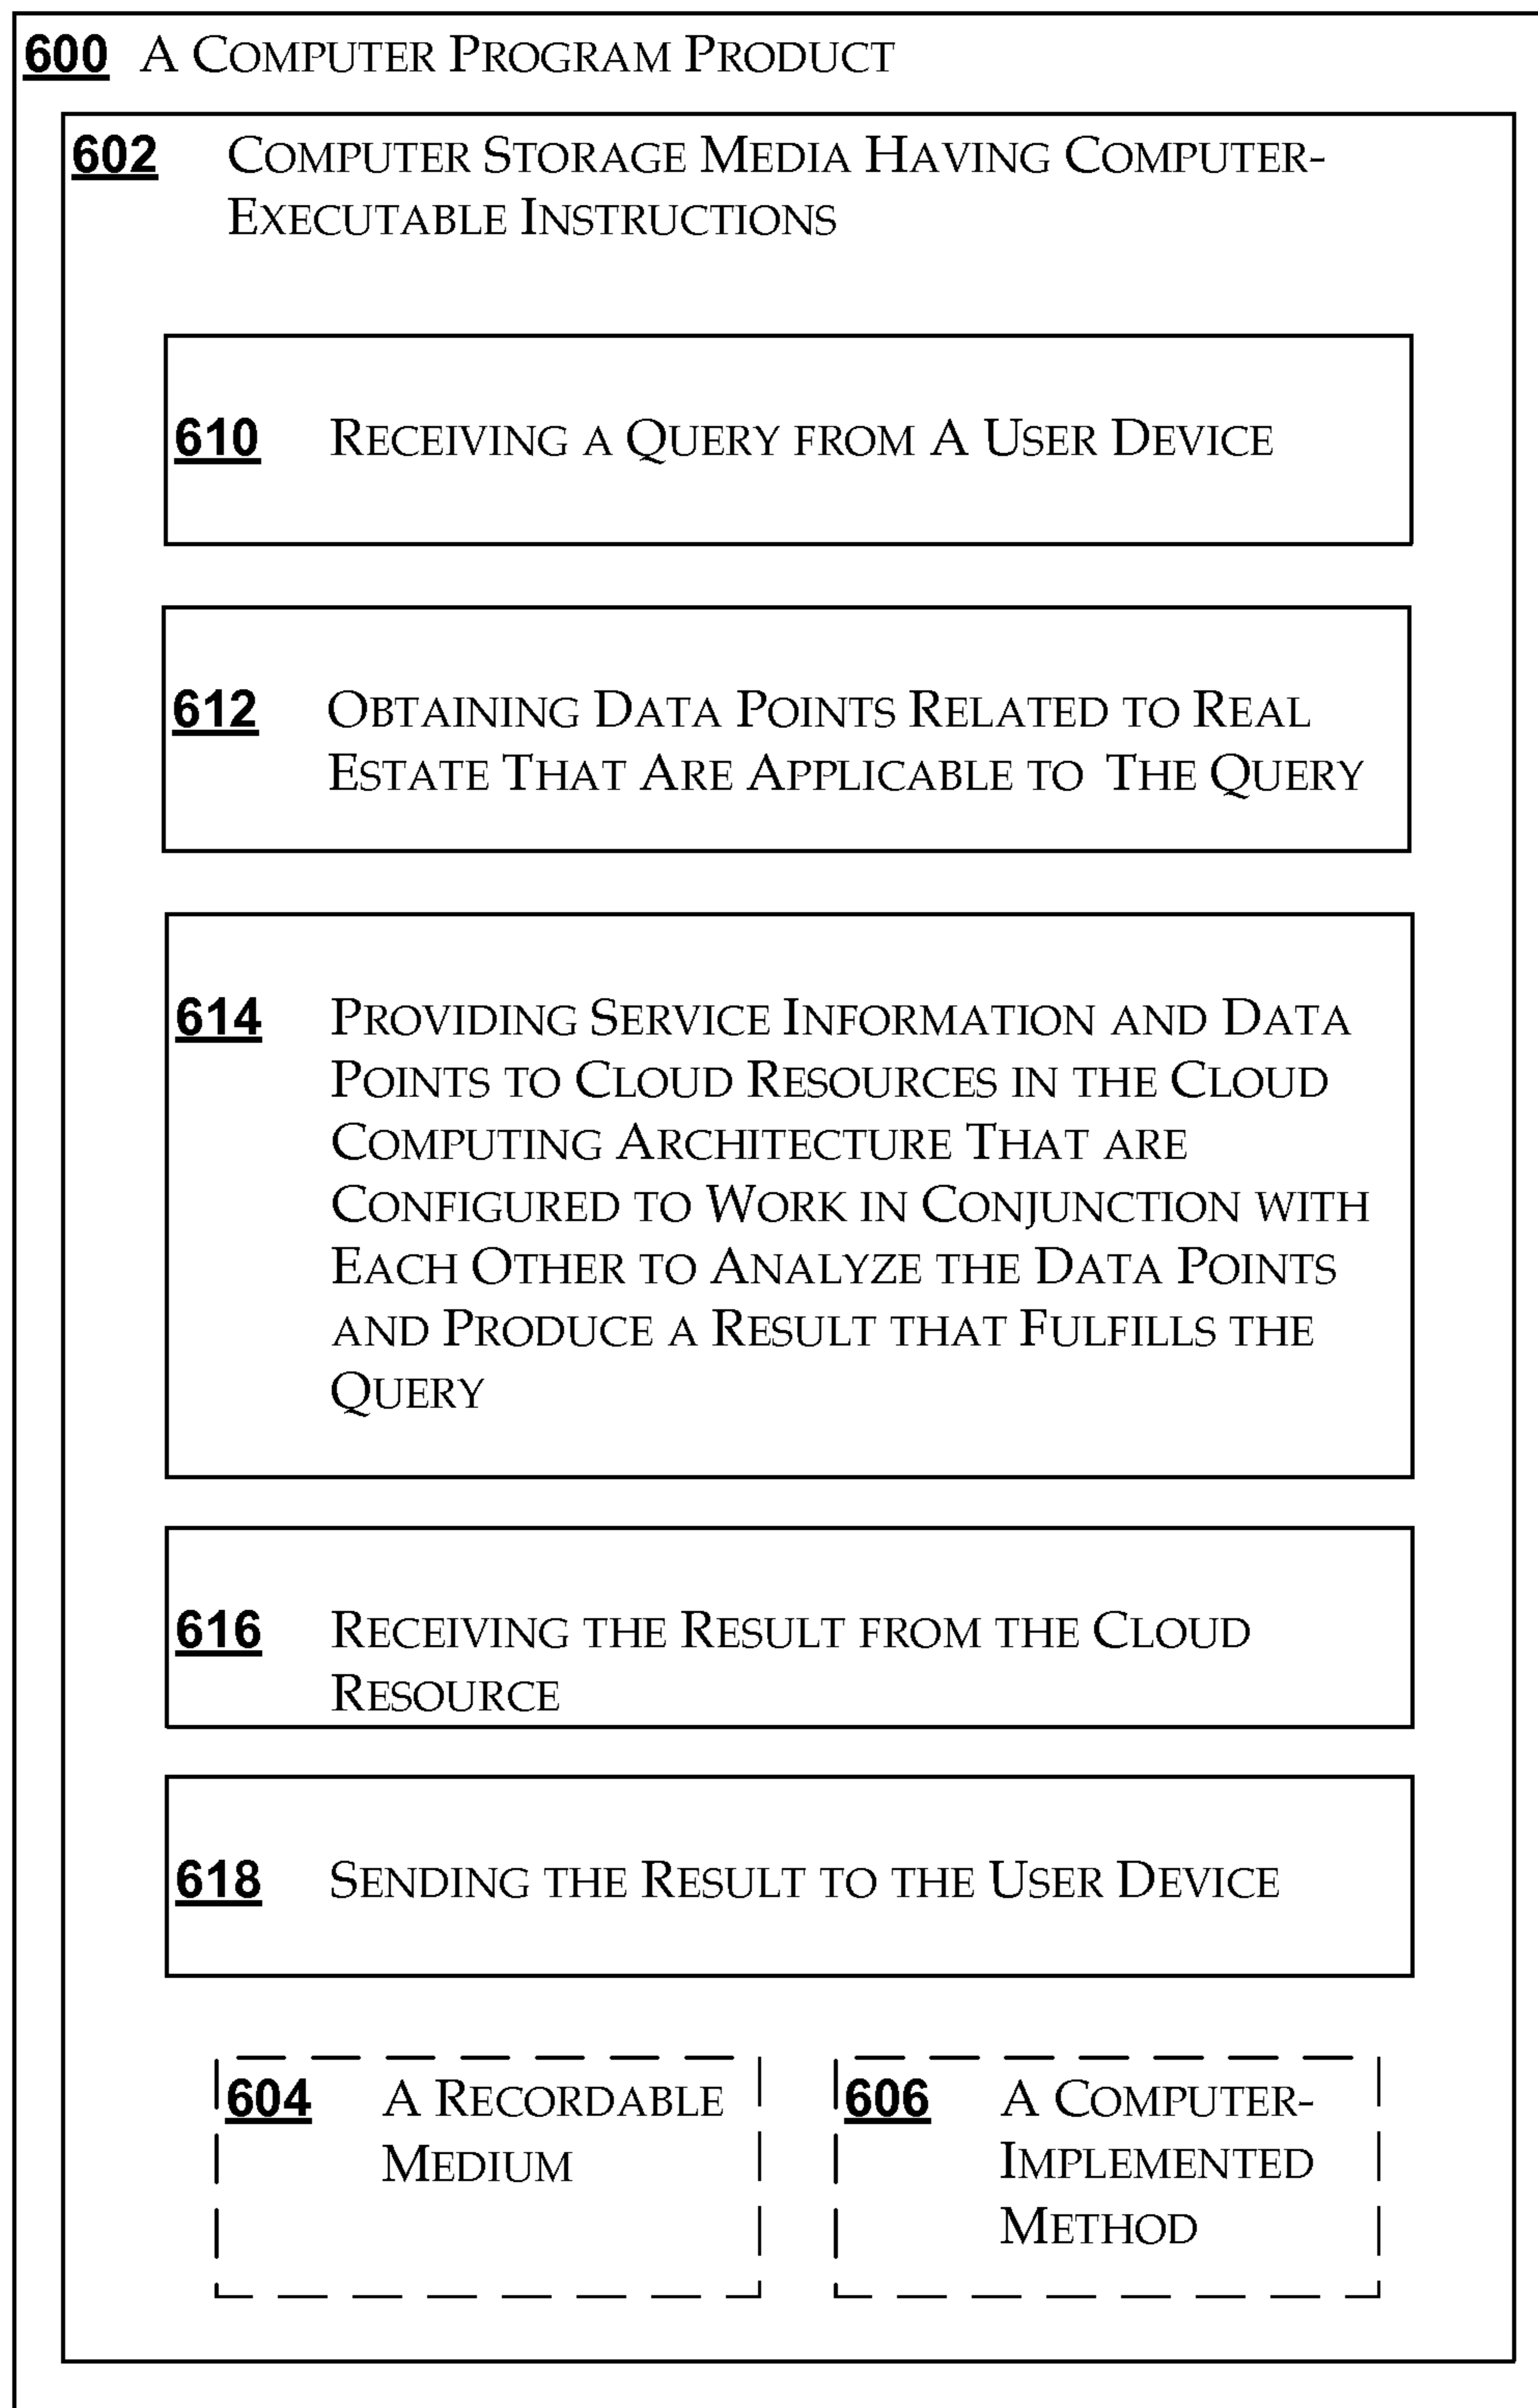 600 A COMPUTER PROGRAM PRODUCT
602 COMPUTER STORAGE MEDIA HAVING COMPUTER-
EXECUTABLE INSTRUCTIONS
610 RECEIVING A QUERY FROM A USER DEVICE
612 OBTAINING DATA POINTS RELATED TO REAL
ESTATE THAT ARE APPLICABLE TO THE QUERY
614 PROVIDING SERVICE INFORMATION AND DATA
POINTS TO CLOUD RESOURCES IN THE CLOUD
COMPUTING ARCHITECTURE THAT ARE
CONFIGURED TO WORK IN CONJUNCTION WITH
EACH OTHER TO ANALYZE THE DATA POINTS
AND PRODUCE A RESULT THAT FULFILLS THE
QUERY
616 RECEIVING THE RESULT FROM THE CLOUD
RESOURCE
618 SENDING THE RESULT TO THE USER DEVICE
604 A RECORDABLE
MEDIUM
606 A COMPUTER-
IMPLEMENTED
METHOD